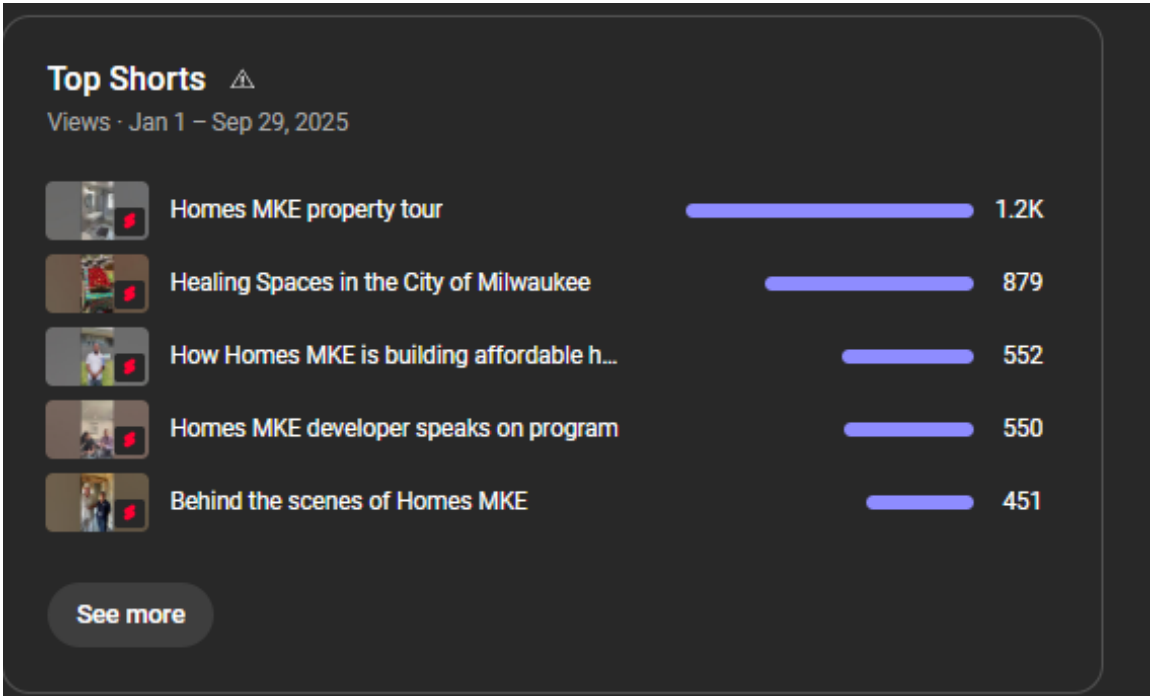 Top Shorts
Views · Jan 1 – Sep 29, 2025
Homes MKE property tour 1.2K
Healing Spaces in the City of Milwaukee 879
How Homes MKE is building affordable h... 552
Homes MKE developer speaks on program 550
Behind the scenes of Homes MKE 451
See more